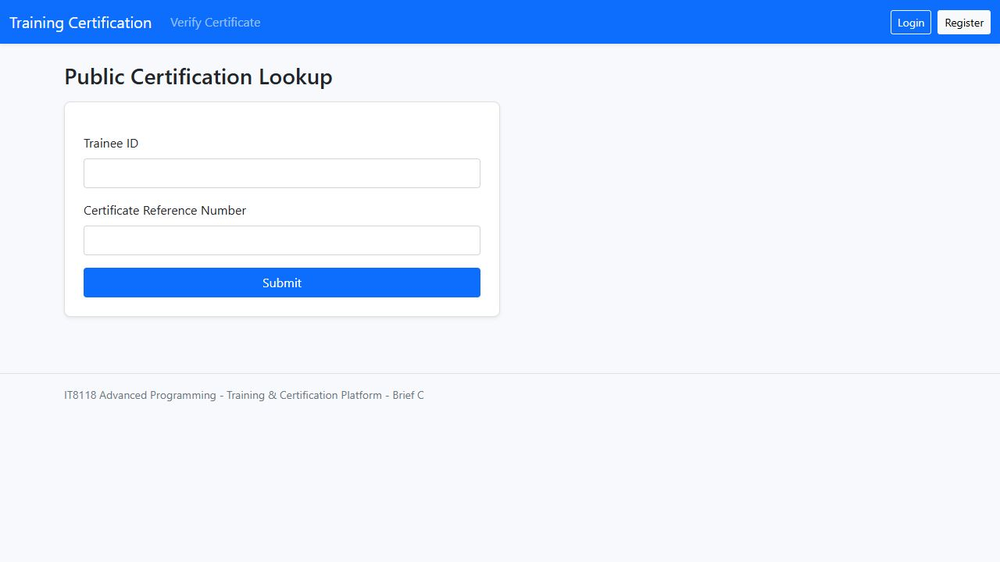 Training Certification Verify Certificate Login Register
Public Certification Lookup
Trainee ID
Certificate Reference Number
Submit
IT8118 Advanced Programming - Training & Certification Platform - Brief C